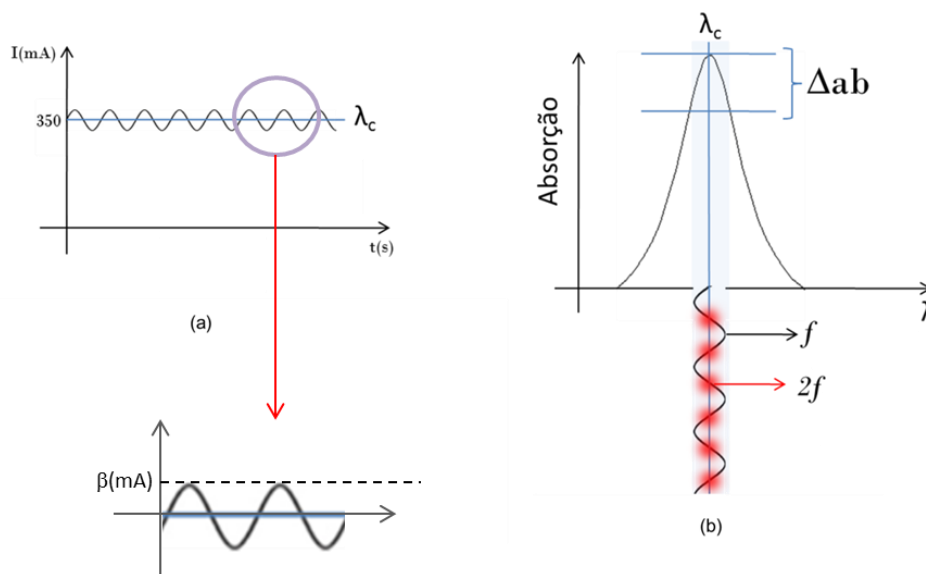 I(mA)
350
λc
t(s)
(a)
β(mA)
λc
Δab
Absorção
λ
f
2f
(b)